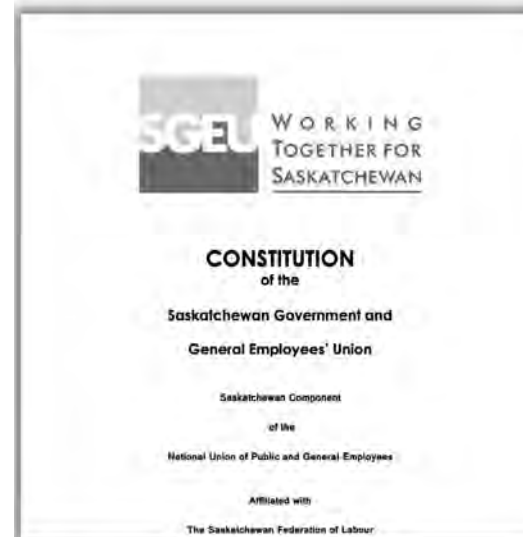 SGEU
WORKING
TOGETHER FOR
SASKATCHEWAN
CONSTITUTION
of the
Saskatchewan Government and
General Employees' Union
Saskatchewan Component
of the
National Union of Public and General Employees
Affiliated with
The Saskatchewan Federation of Labour